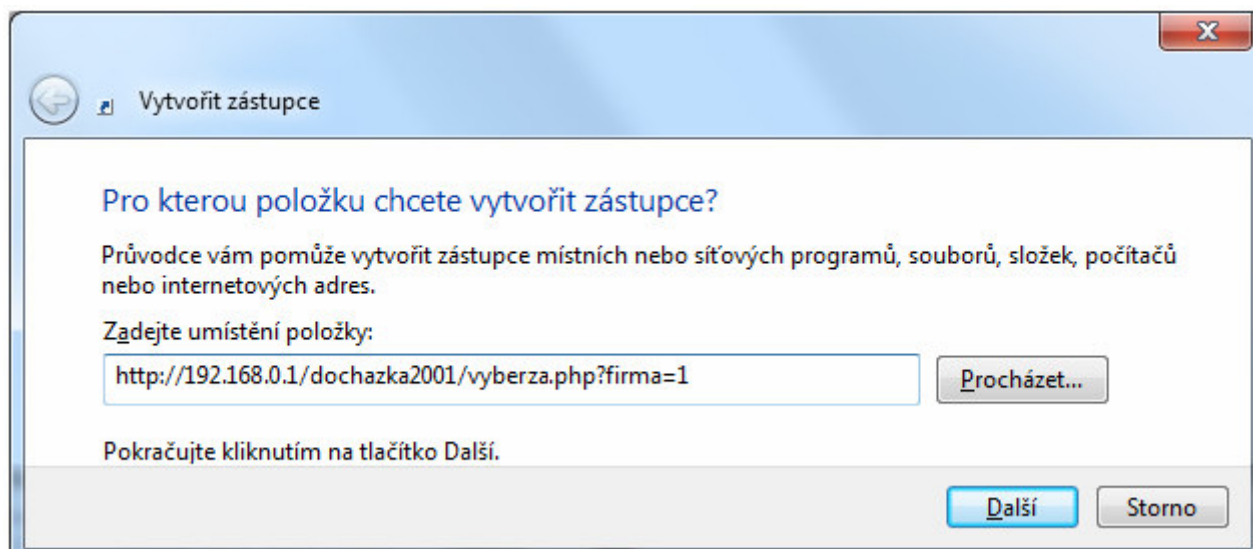 Vytvořit zástupce
Pro kterou položku chcete vytvořit zástupce?
Průvodce vám pomůže vytvořit zástupce místních nebo síťových programů, souborů, složek, počítačů
nebo internetových adres.
Zadejte umístění položky:
http://192.168.0.1/dochazka2001/vyberza.php?firma=1
Procházet...
Pokračujte kliknutím na tlačítko Další.
Další
Storno